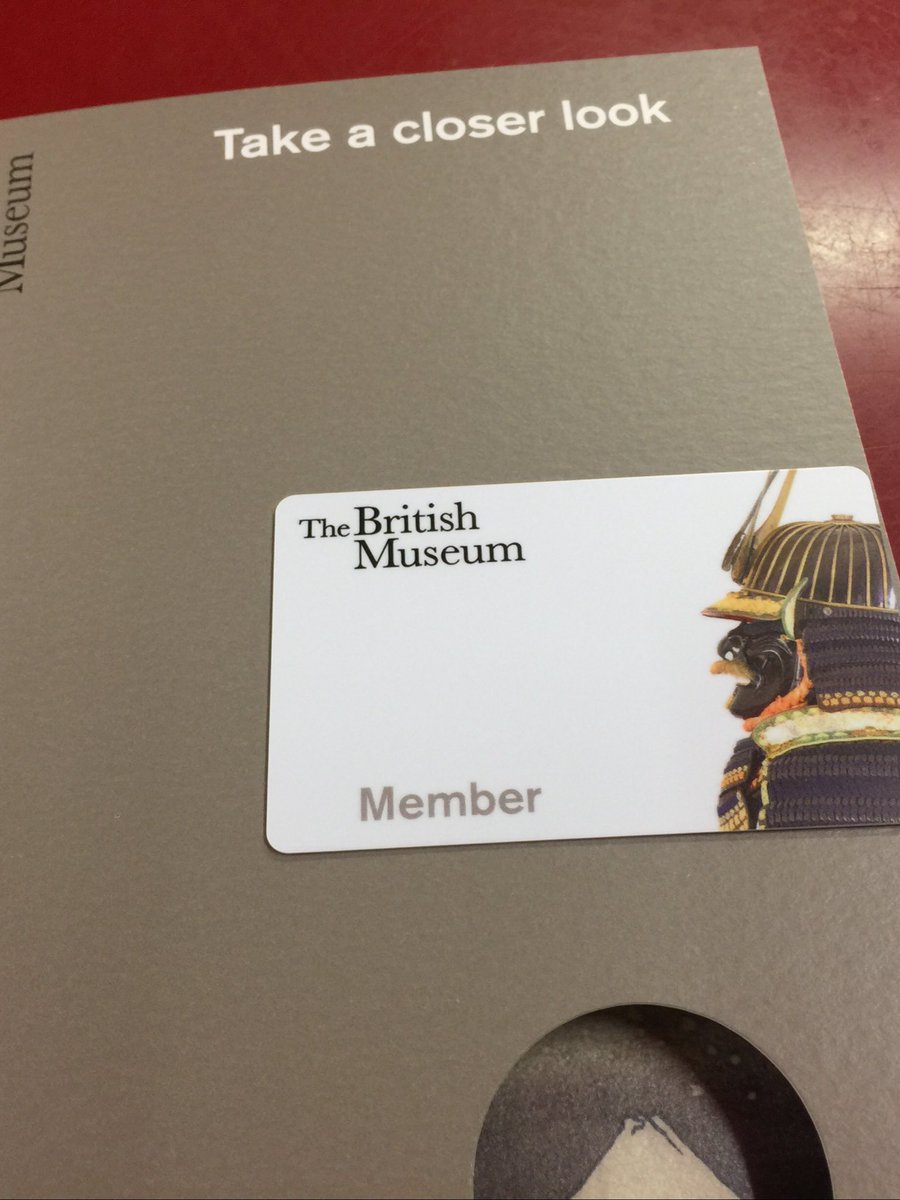 Take a closer look
Museum
The British
Museum
Member